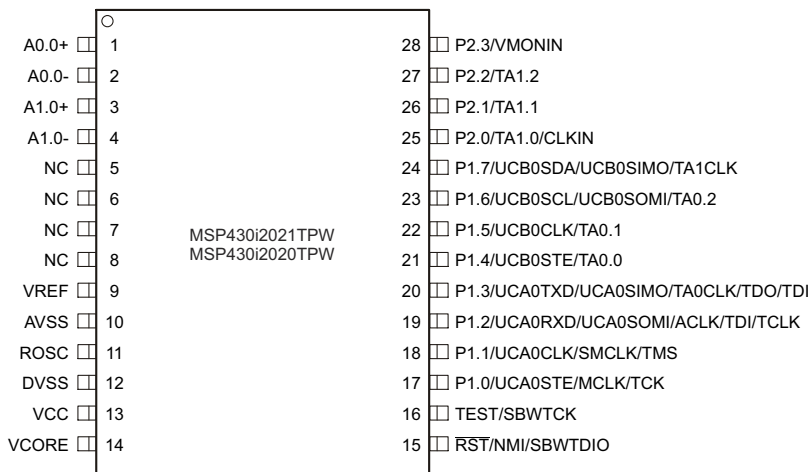 A0.0+ 1 28 P2.3/VMONIN
A0.0- 2 27 P2.2/TA1.2
A1.0+ 3 26 P2.1/TA1.1
A1.0- 4 25 P2.0/TA1.0/CLKIN
NC 5 24 P1.7/UCB0SDA/UCB0SIMO/TA1CLK
NC 6 23 P1.6/UCB0SCL/UCB0SOMI/TA0.2
NC 7 22 P1.5/UCB0CLK/TA0.1
MSP430i2021TPW
MSP430i2020TPW
NC 8 21 P1.4/UCB0STE/TA0.0
VREF 9 20 P1.3/UCA0TXD/UCA0SIMO/TA0CLK/TDO/TDI
AVSS 10 19 P1.2/UCA0RXD/UCA0SOMI/ACLK/TDI/TCLK
ROSC 11 18 P1.1/UCA0CLK/SMCLK/TMS
DVSS 12 17 P1.0/UCA0STE/MCLK/TCK
VCC 13 16 TEST/SBWTCK
VCORE 14 15 RST/NMI/SBWTDIO